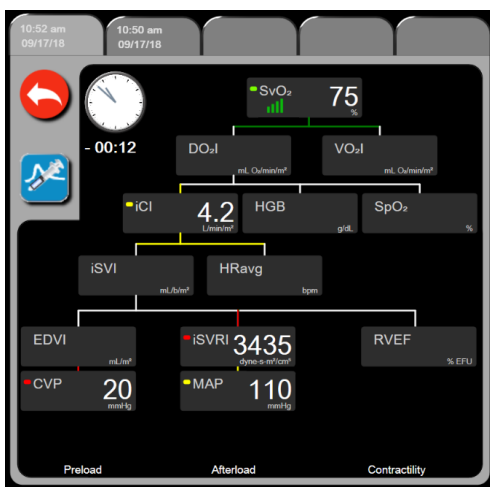 10:52 am
09/17/18
10:50 am
09/17/18
- 00:12
SvO₂ 75
%
DO₂I
mL O₂/min/m²
VO₂I
mL O₂/min/m²
iCI 4.2
L/min/m²
HGB
g/dL
SpO₂
%
iSVI
mL/b/m²
HRavg
bpm
EDVI
mL/m²
iSVRI 3435
dyne-s-m²/cm⁵
RVEF
% EFU
CVP 20
mmHg
MAP 110
mmHg
Preload
Afterload
Contractility